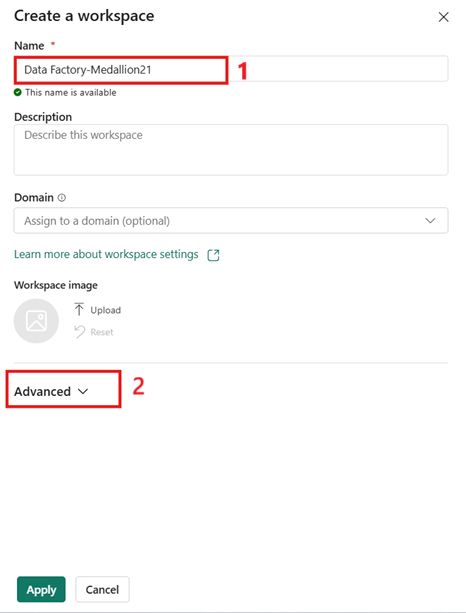 Create a workspace
Name *
Data Factory-Medallion21 1
This name is available
Description
Describe this workspace
Domain
Assign to a domain (optional)
Learn more about workspace settings
Workspace image
Upload
Reset
Advanced 2
Apply Cancel